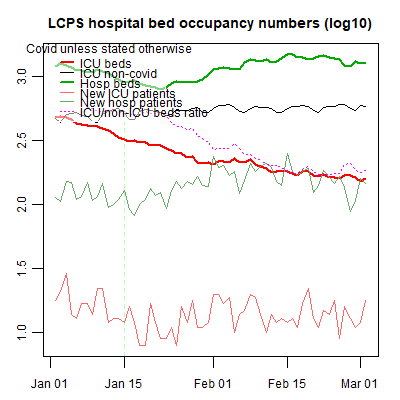 LCPS hospital bed occupancy numbers (log10)
Covid unless stated otherwise
ICU beds
ICU non-covid
Hosp beds
New ICU patients
New hosp patients
ICU/non-ICU beds ratio
3.0
2.5
2.0
1.5
1.0
Jan 01
Jan 15
Feb 01
Feb 15
Mar 01